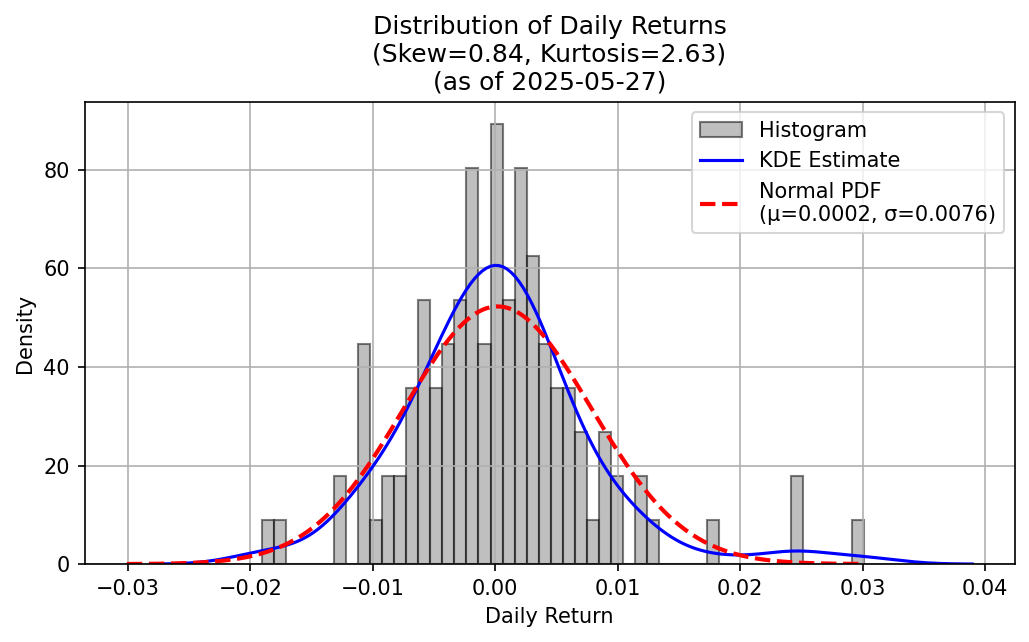 Distribution of Daily Returns
(Skew=0.84, Kurtosis=2.63)
(as of 2025-05-27)
Histogram
KDE Estimate
Normal PDF
(μ=0.0002, σ=0.0076)
Density
80
60
40
20
0
−0.03
−0.02
−0.01
0.00
0.01
0.02
0.03
0.04
Daily Return